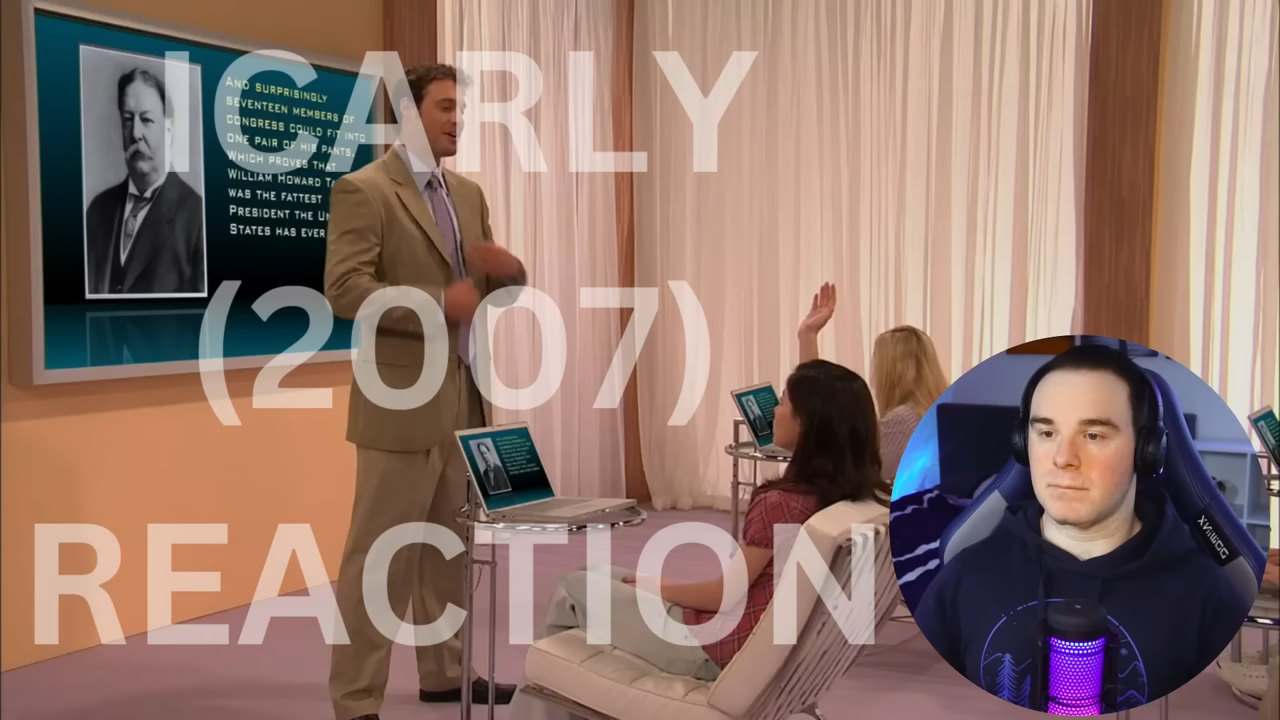 ICARLY
(2007)
REACTION
AND SURPRISINGLY
SEVENTEEN MEMBERS OF
CONGRESS COULD FIT INTO
ONE PAIR OF HIS PANTS.
WHICH PROVES THAT
WILLIAM HOWARD
WAS THE FATTEST
PRESIDENT THE
STATES HAS EVER